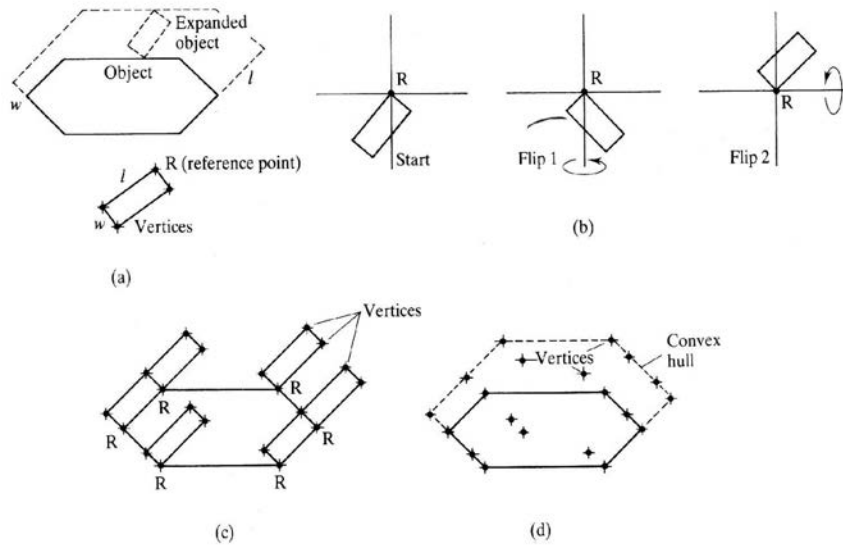 Expanded
object
Object
l
w
R (reference point)
l
w
Vertices
(a)
R
Start
R
Flip 1
R
Flip 2
(b)
Vertices
R
R
R
R
R
R
(c)
Vertices
Convex
hull
(d)